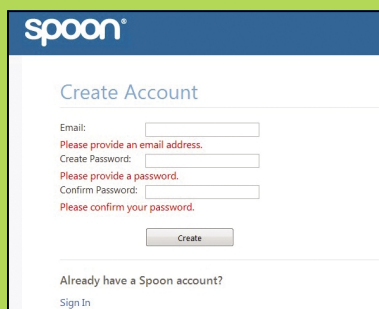 spoon®
Create Account
Email:
Please provide an email address.
Create Password:
Please provide a password.
Confirm Password:
Please confirm your password.
Create
Already have a Spoon account?
Sign In